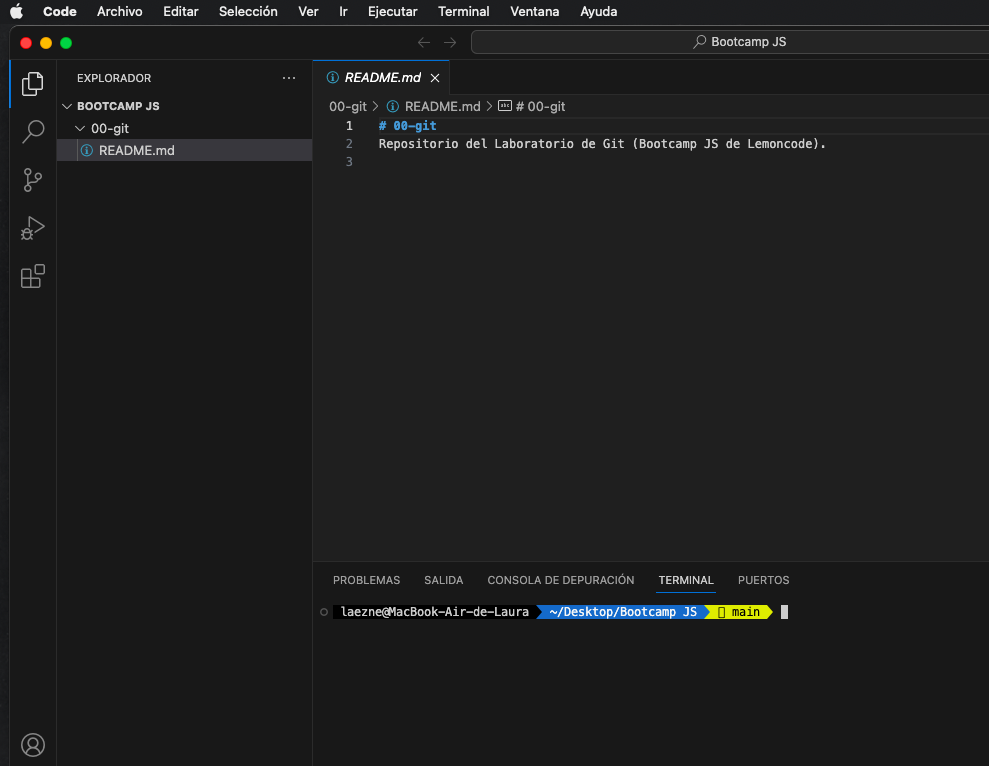 Code Archivo Editar Selección Ver Ir Ejecutar Terminal Ventana Ayuda
Bootcamp JS
EXPLORADOR ...
BOOTCAMP JS
00-git
README.md
README.md
00-git > README.md > # 00-git
1 # 00-git
2 Repositorio del Laboratorio de Git (Bootcamp JS de Lemoncode).
3
PROBLEMAS SALIDA CONSOLA DE DEPURACIÓN TERMINAL PUERTOS
laezne@MacBook-Air-de-Laura ~/Desktop/Bootcamp JS main